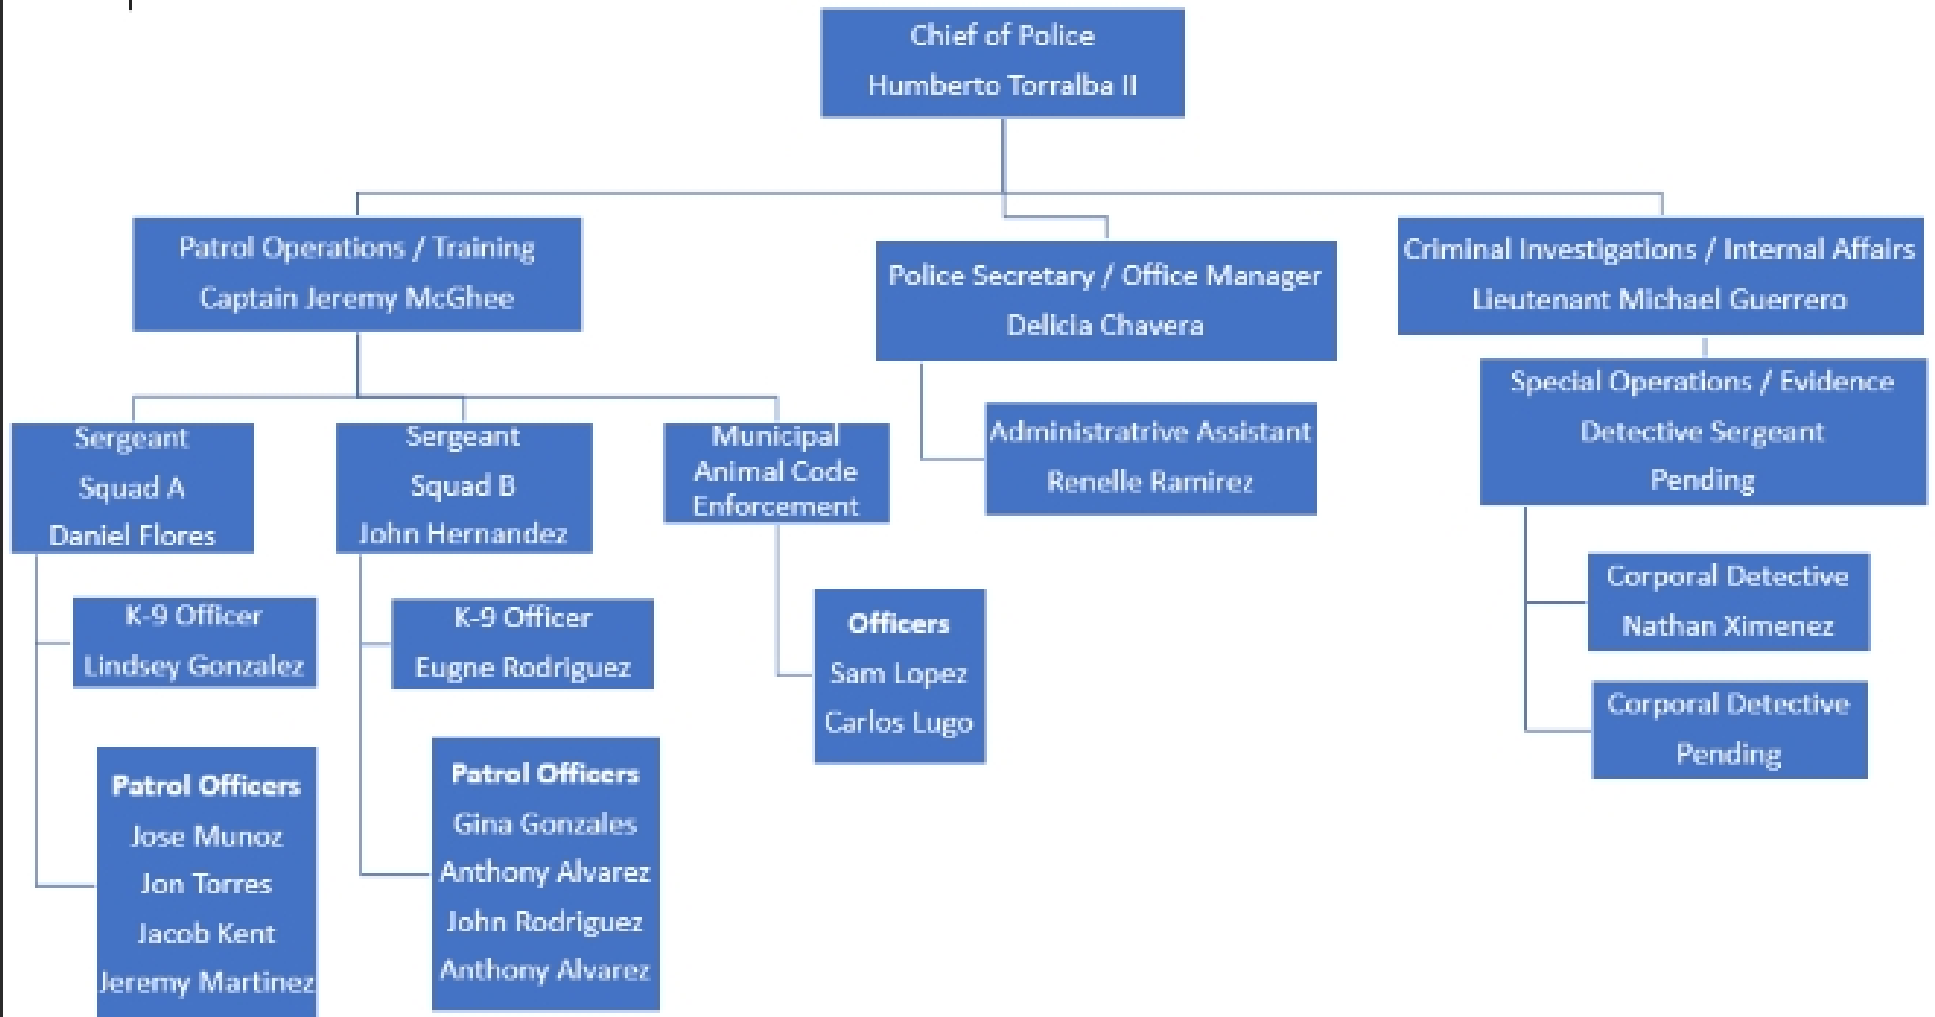 Chief of Police
Humberto Torralba II
Patrol Operations / Training
Captain Jeremy McGhee
Police Secretary / Office Manager
Delicia Chavera
Criminal Investigations / Internal Affairs
Lieutenant Michael Guerrero
Special Operations / Evidence
Detective Sergeant
Pending
Sergeant
Squad A
Daniel Flores
Sergeant
Squad B
John Hernandez
Municipal
Animal Code
Enforcement
Administratrive Assistant
Renelle Ramirez
K-9 Officer
Lindsey Gonzalez
K-9 Officer
Eugne Rodriguez
Officers
Sam Lopez
Carlos Lugo
Corporal Detective
Nathan Ximenez
Corporal Detective
Pending
Patrol Officers
Jose Munoz
Jon Torres
Jacob Kent
Jeremy Martinez
Patrol Officers
Gina Gonzales
Anthony Alvarez
John Rodriguez
Anthony Alvarez